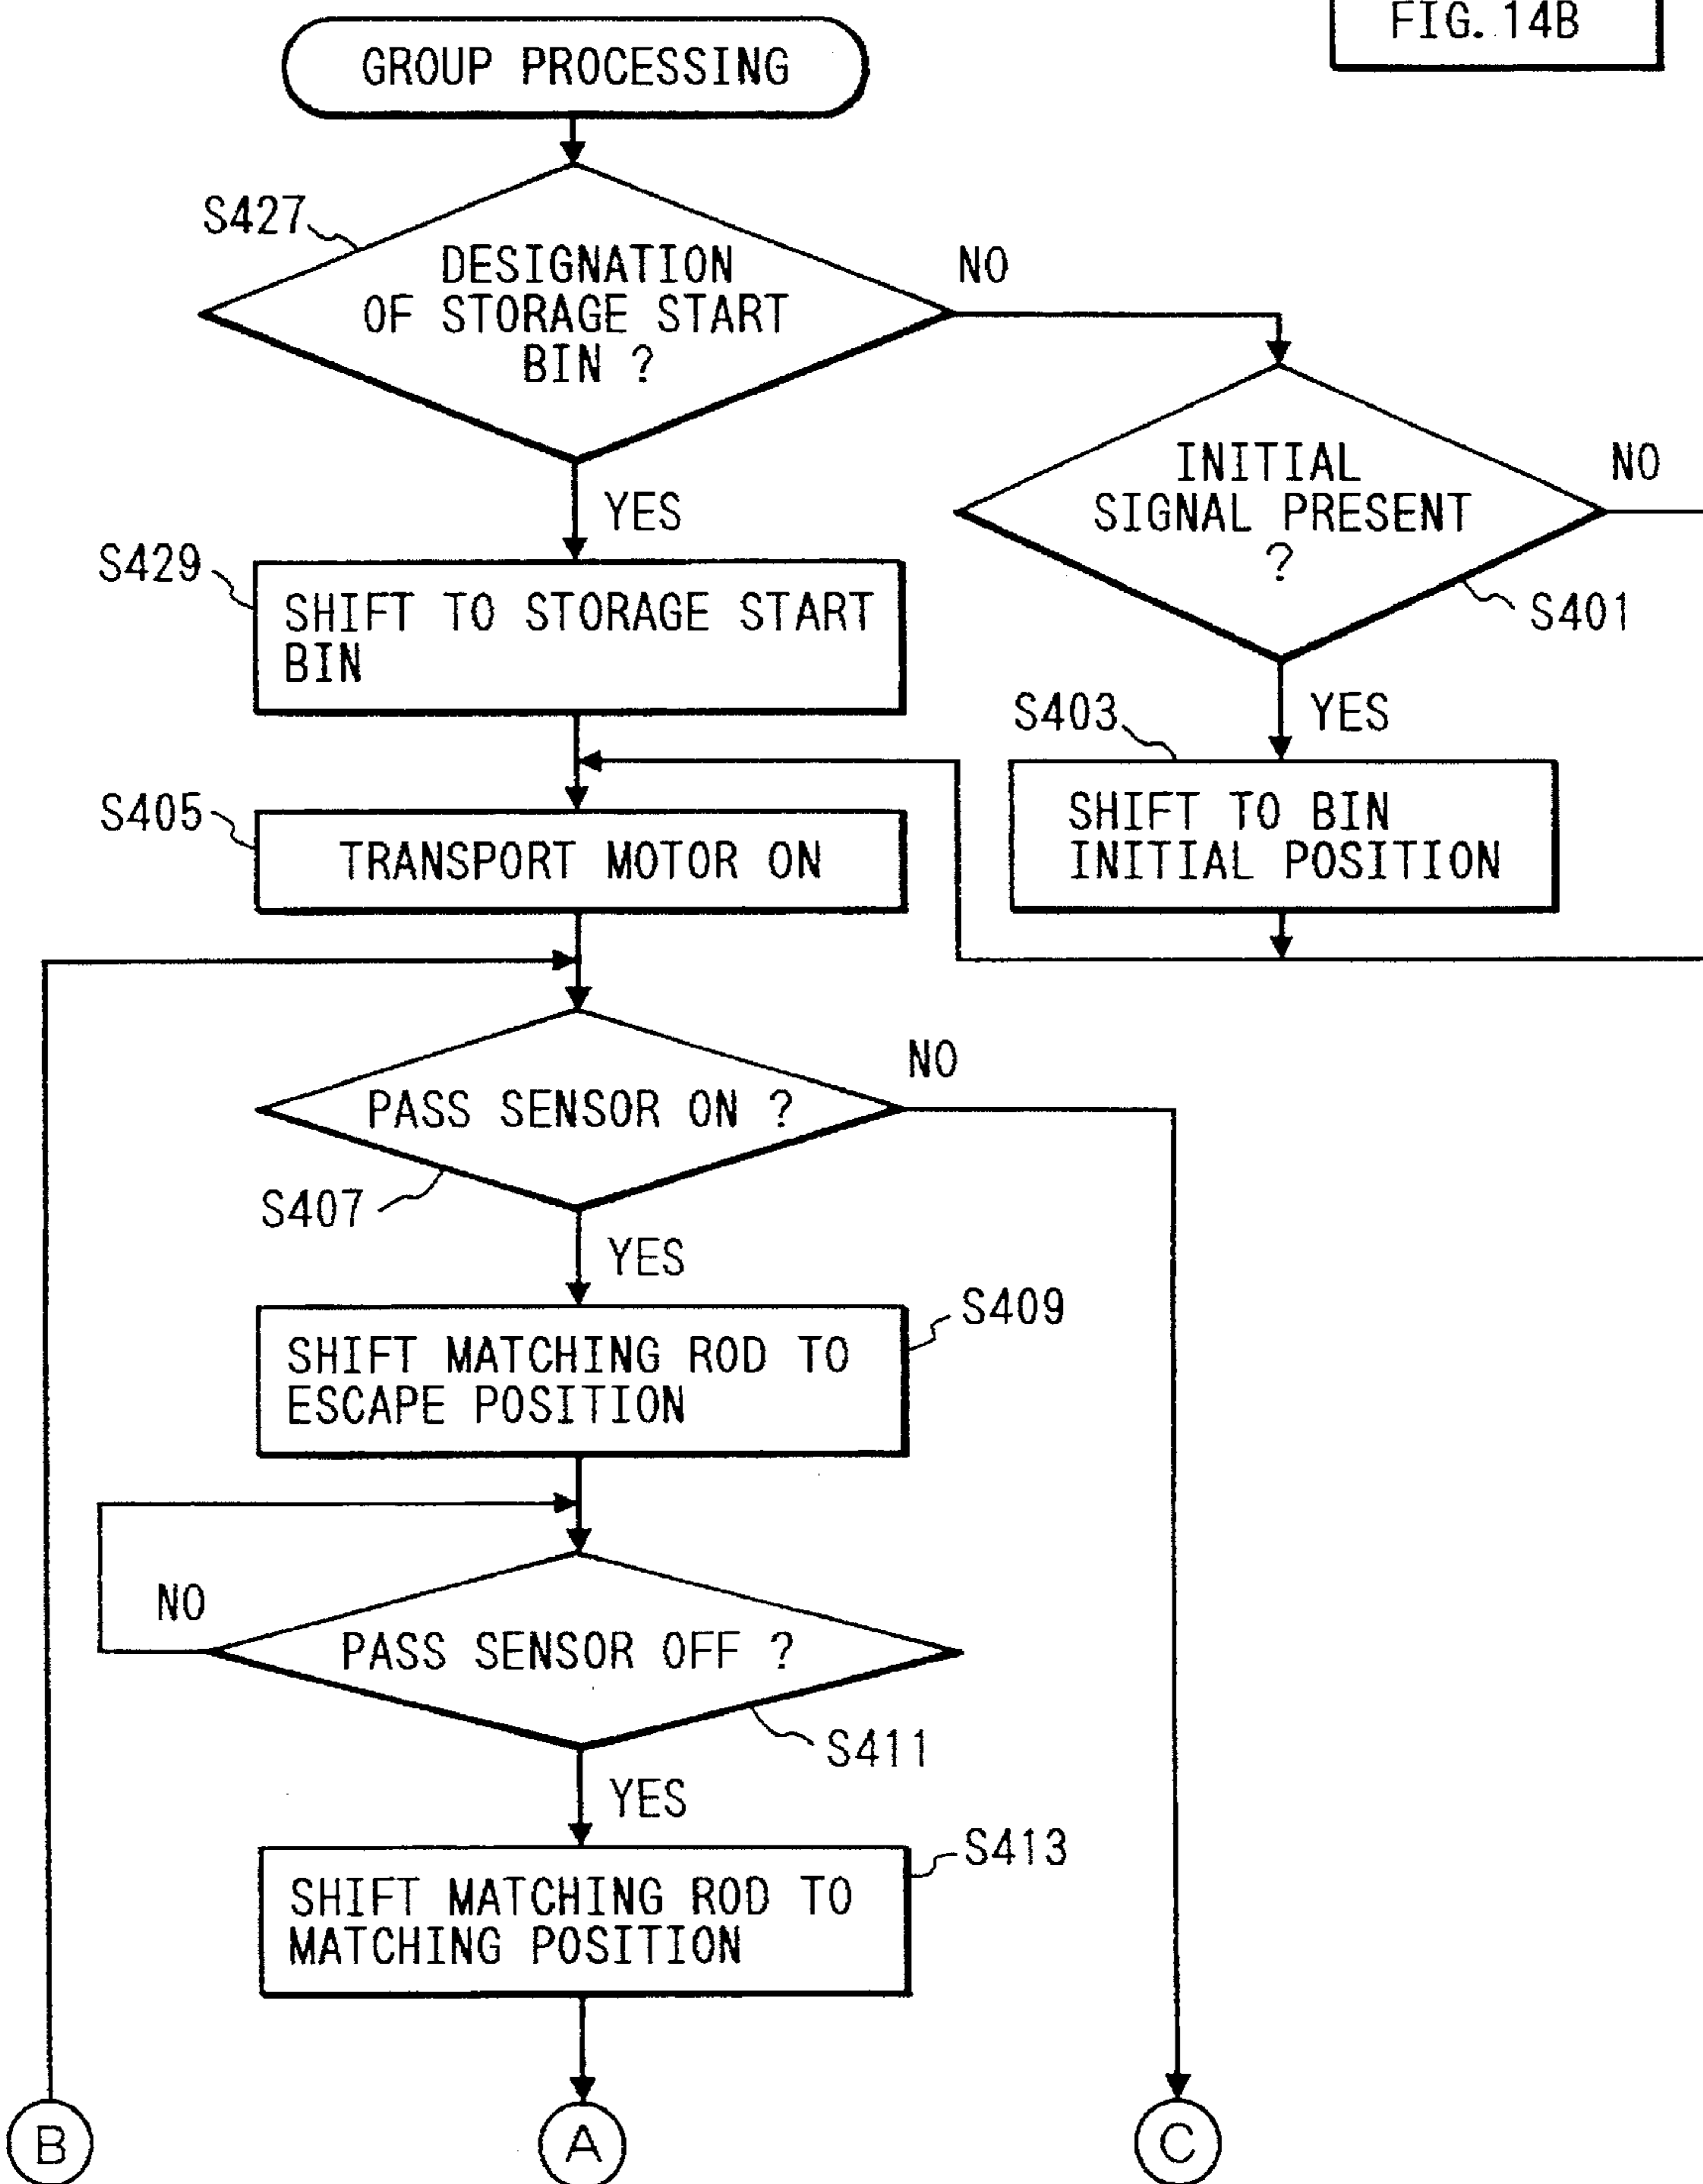 FIG. 14B
GROUP PROCESSING
S427
DESIGNATION
OF STORAGE START
BIN ?
NO
YES
INITIAL
SIGNAL PRESENT
?
NO
S401
S429
SHIFT TO STORAGE START
BIN
S403
YES
SHIFT TO BIN
INITIAL POSITION
S405
TRANSPORT MOTOR ON
PASS SENSOR ON ?
NO
S407
YES
S409
SHIFT MATCHING ROD TO
ESCAPE POSITION
NO
PASS SENSOR OFF ?
S411
YES
S413
SHIFT MATCHING ROD TO
MATCHING POSITION
B
A
C